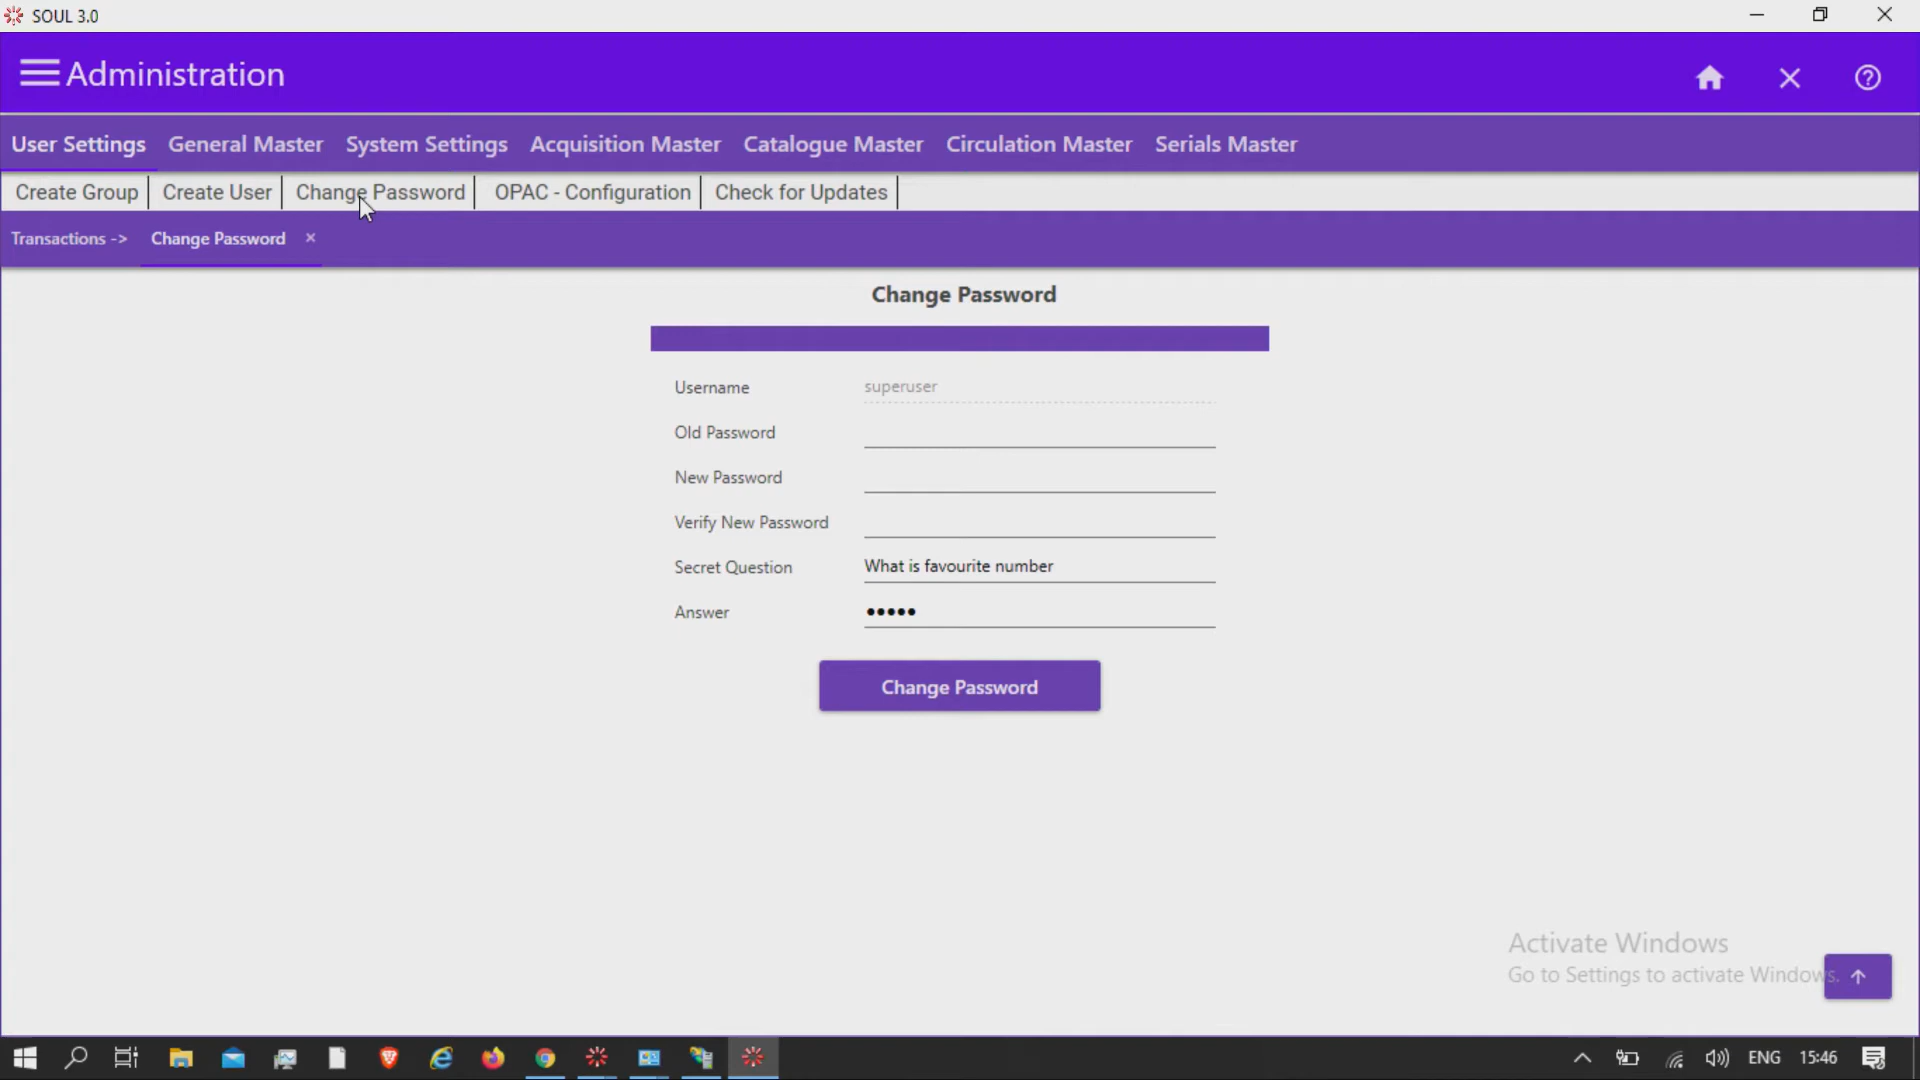 SOUL 3.0
Administration
User Settings General Master System Settings Acquisition Master Catalogue Master Circulation Master Serials Master
Create Group Create User Change Password OPAC - Configuration Check for Updates
Transactions -> Change Password ×
Change Password
Username superuser
Old Password
New Password
Verify New Password
Secret Question What is favourite number
Answer •••••
Change Password
Activate Windows
Go to Settings to activate Windows.
ENG 15:46